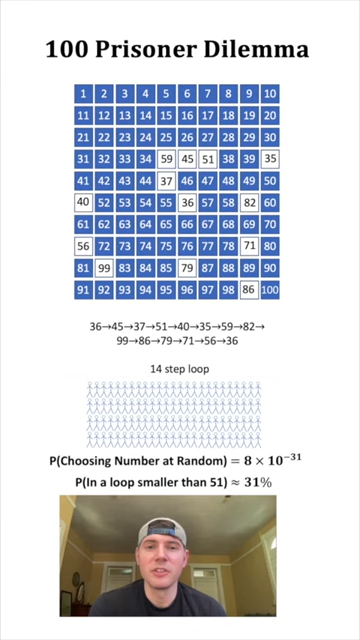 100 Prisoner Dilemma
1 2 3 4 5 6 7 8 9 10
11 12 13 14 15 16 17 18 19 20
21 22 23 24 25 26 27 28 29 30
31 32 33 34 59 45 51 38 39 35
41 42 43 44 37 46 47 48 49 50
40 52 53 54 55 36 57 58 82 60
61 62 63 64 65 66 67 68 69 70
56 72 73 74 75 76 77 78 71 80
81 99 83 84 85 79 87 88 89 90
91 92 93 94 95 96 97 98 86 100
36→45→37→51→40→35→59→82→
99→86→79→71→56→36
14 step loop
P(Choosing Number at Random) = 8 × 10⁻³¹
P(In a loop smaller than 51) ≈ 31%